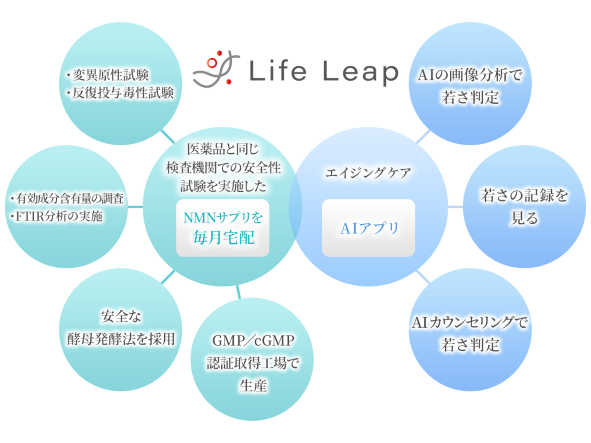 Life Leap
・変異原性試験
・反復投与毒性試験
・有効成分含有量の調査
・FTIR分析の実施
安全な
酵母発酵法を採用
GMP／cGMP
認証取得工場で
生産
医薬品と同じ
検査機関での安全性
試験を実施した
NMNサプリを
毎月宅配
エイジングケア
AIアプリ
AIの画像分析で
若さ判定
若さの記録を
見る
AIカウンセリングで
若さ判定